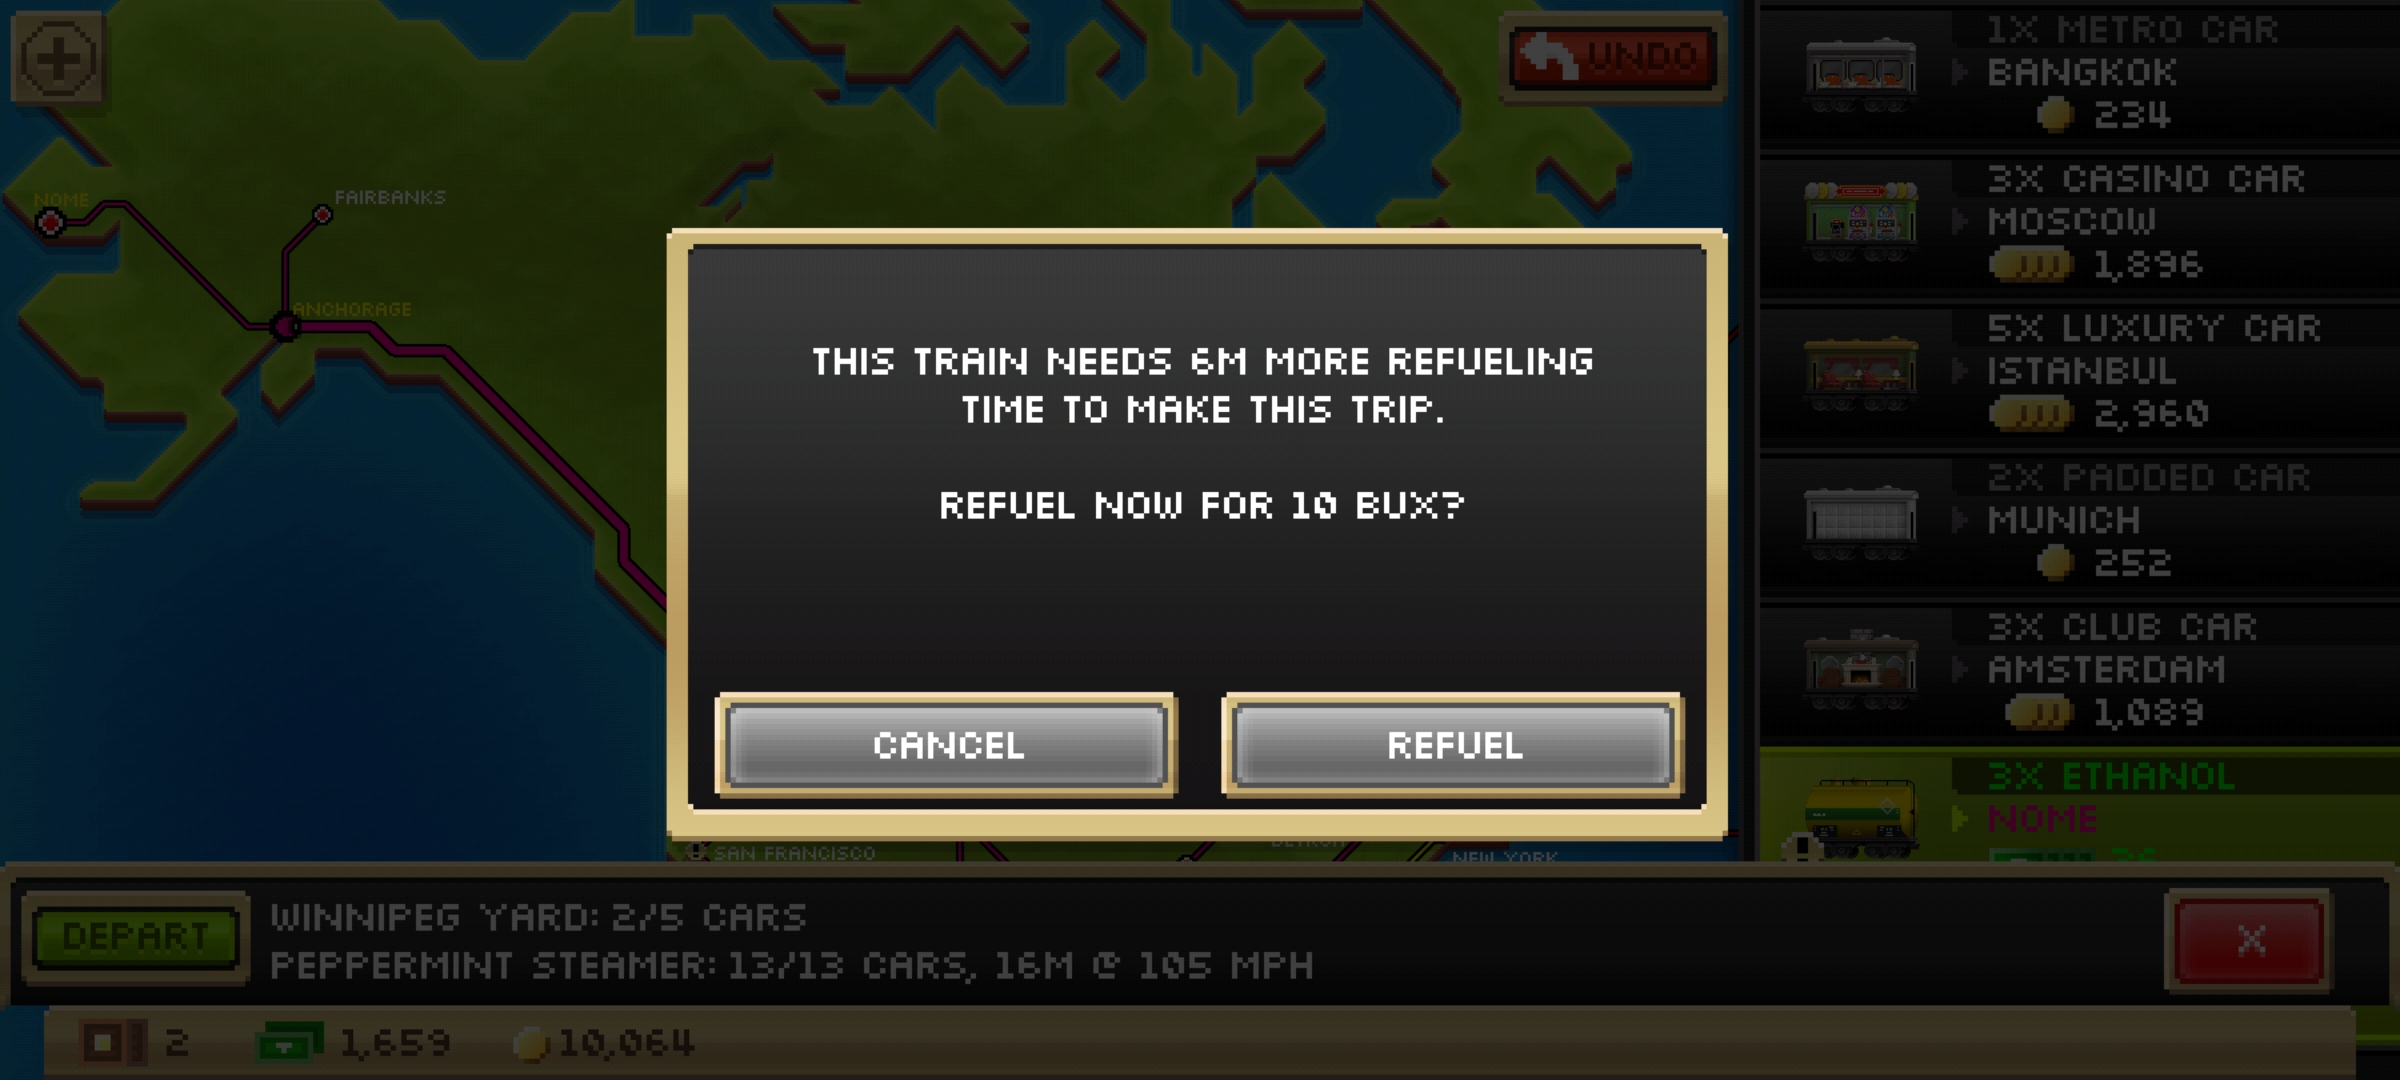 UNDO
NOME
FAIRBANKS
ANCHORAGE
THIS TRAIN NEEDS 6M MORE REFUELING
TIME TO MAKE THIS TRIP.
REFUEL NOW FOR 10 BUX?
CANCEL
REFUEL
SAN FRANCISCO
DETROIT
NEW YORK
1X METRO CAR
BANGKOK
234
3X CASINO CAR
MOSCOW
1,896
5X LUXURY CAR
ISTANBUL
2,960
2X PADDED CAR
MUNICH
252
3X CLUB CAR
AMSTERDAM
1,089
3X ETHANOL
NOME
DEPART
WINNIPEG YARD: 2/5 CARS
PEPPERMINT STEAMER: 13/13 CARS, 16M @ 105 MPH
X
2
1,659
10,064